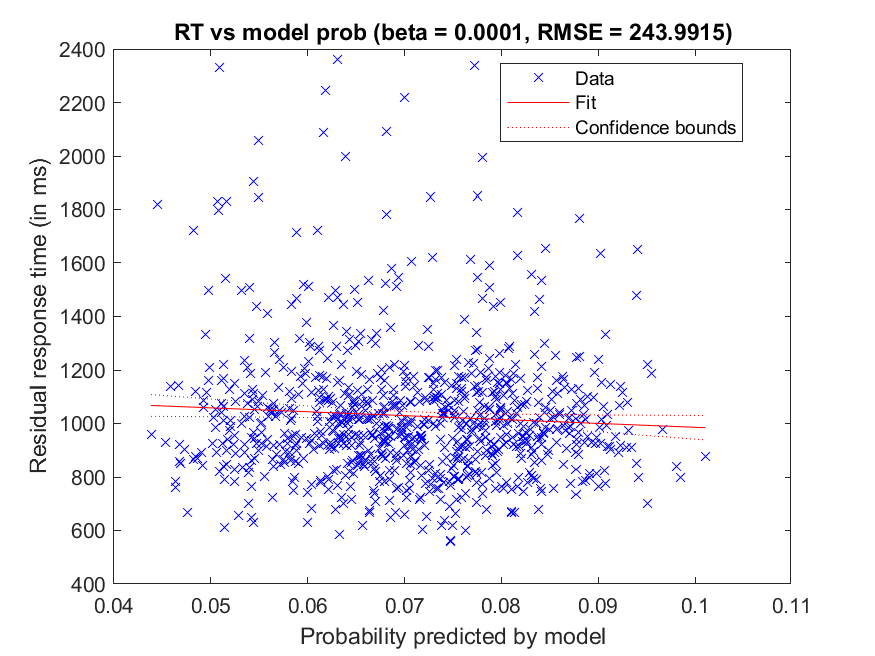 RT vs model prob (beta = 0.0001, RMSE = 243.9915)
2400
2200
2000
1800
1600
1400
1200
1000
800
600
400
Residual response time (in ms)
Data
Fit
Confidence bounds
0.04 0.05 0.06 0.07 0.08 0.09 0.1 0.11
Probability predicted by model